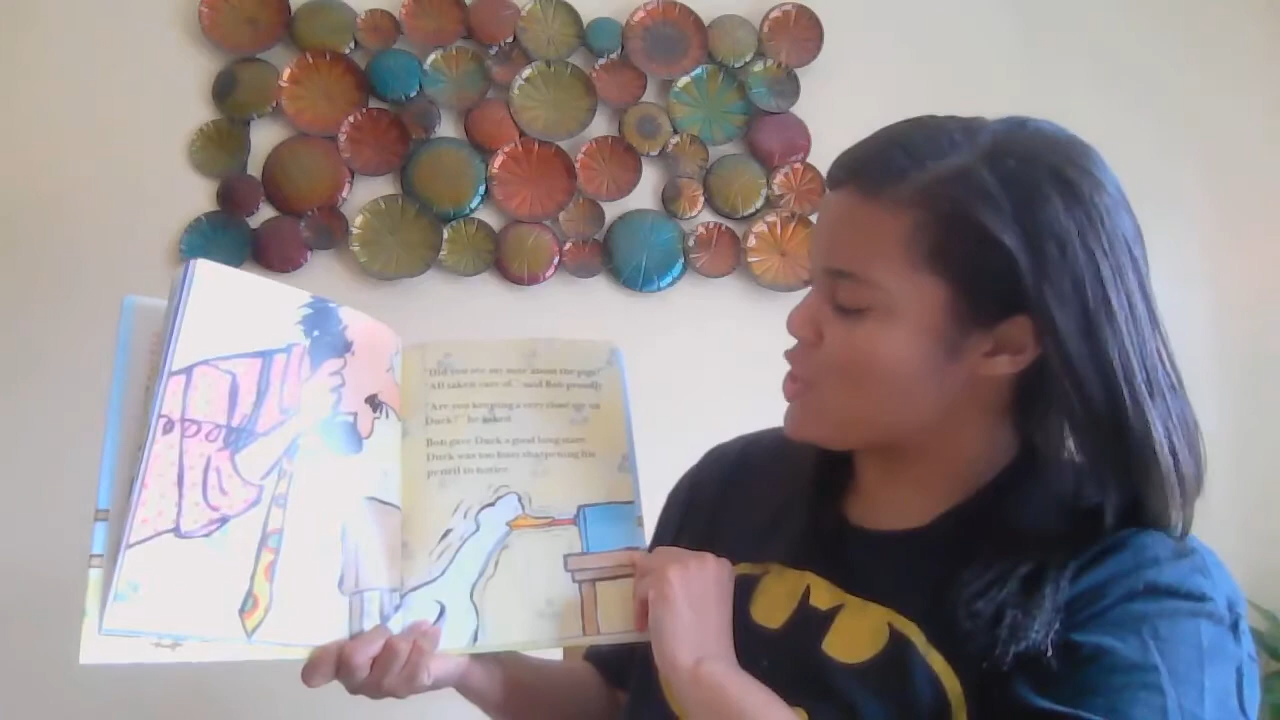 "Did you see my note about the pigs?"
"All taken care of," said Bob proudly.
"Are you keeping a very close eye on
Duck?" he asked.
Bob gave Duck a good long stare.
Duck was too busy sharpening his
pencil to notice.